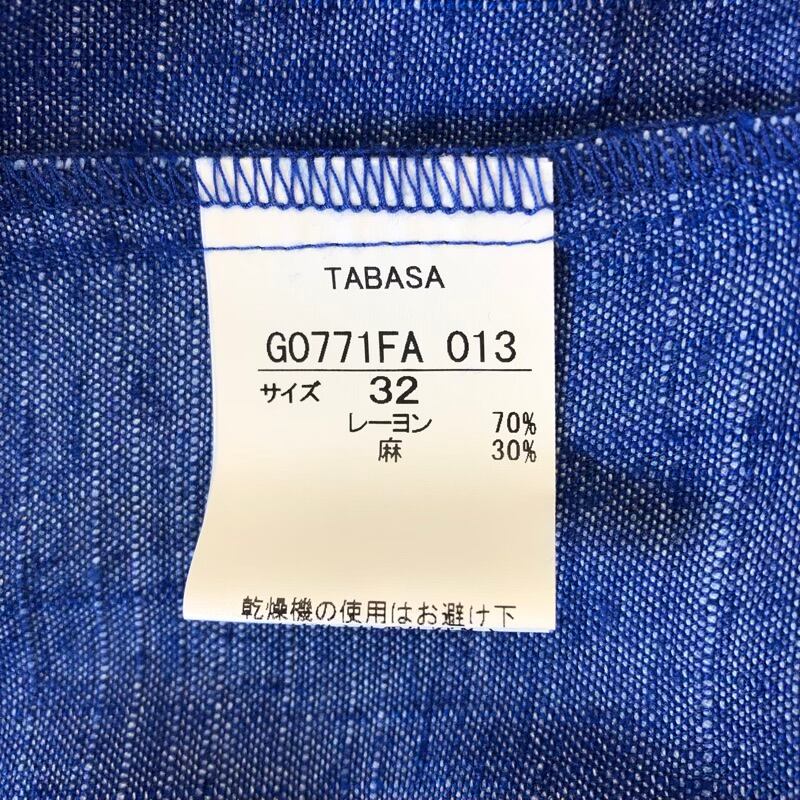 TABASA
G0771FA 013
サイズ 32
レーヨン 70%
麻 30%
乾燥機の使用はお避け下